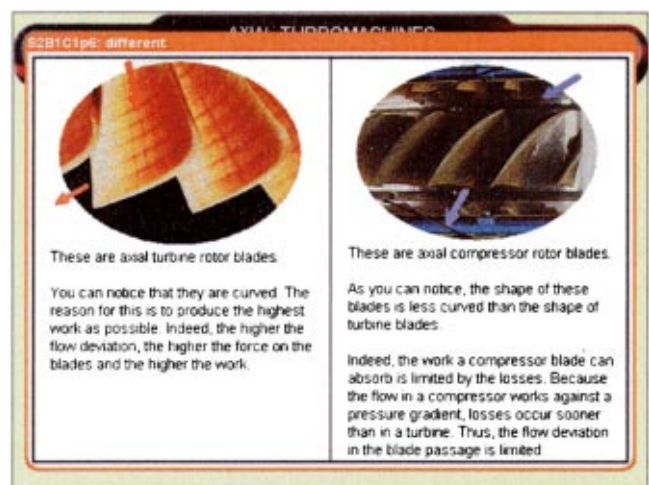 AXIAL TURBOMACHINES
S2B1C1p6: different
These are axial turbine rotor blades.
You can notice that they are curved. The
reason for this is to produce the highest
work as possible. Indeed, the higher the
flow deviation, the higher the force on the
blades and the higher the work.
These are axial compressor rotor blades.
As you can notice, the shape of these
blades is less curved than the shape of
turbine blades
Indeed, the work a compressor blade can
absorb is limited by the losses. Because
the flow in a compressor works against a
pressure gradient, losses occur sooner
than in a turbine. Thus, the flow deviation
in the blade passage is limited